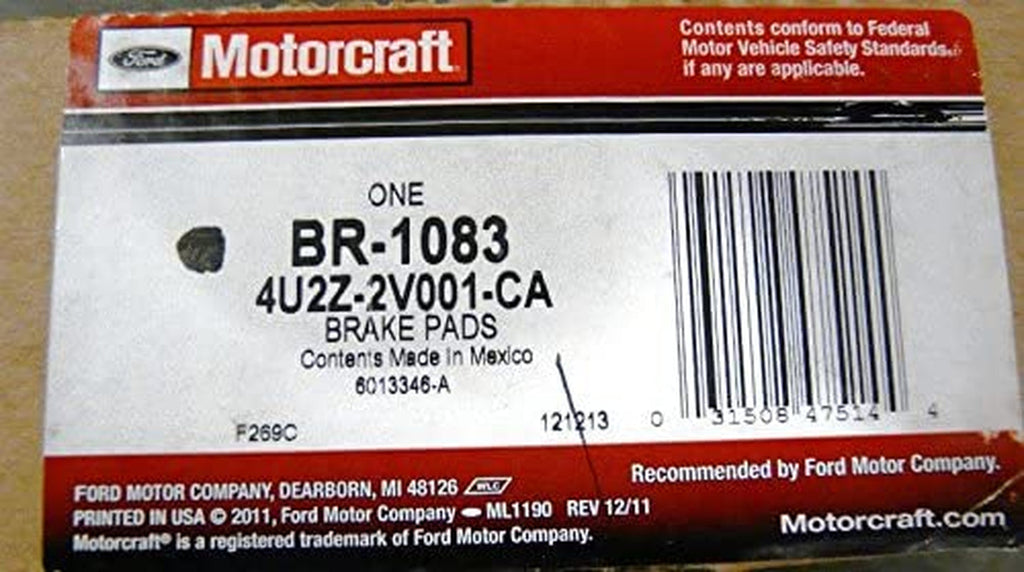 Ford
Motorcraft
Contents conform to Federal
Motor Vehicle Safety Standards,
if any are applicable.
ONE
BR-1083
4U2Z-2V001-CA
BRAKE PADS
Contents Made In Mexico
6013346-A
F269C
121213
0 31508 47514 4
FORD MOTOR COMPANY, DEARBORN, MI 48126 WLC
PRINTED IN USA © 2011, Ford Motor Company ML1190 REV 12/11
Motorcraft® is a registered trademark of Ford Motor Company.
Recommended by Ford Motor Company.
Motorcraft.com